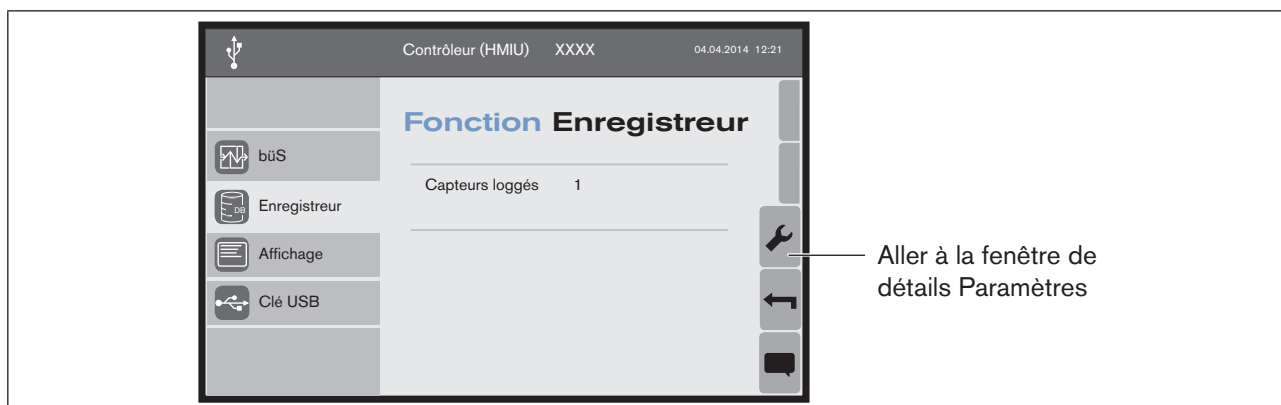 Contrôleur (HMIU) XXXX 04.04.2014 12:21
Fonction Enregistreur
büS
Capteurs loggés 1
DB
Enregistreur
Affichage
Clé USB
Aller à la fenêtre de
détails Paramètres